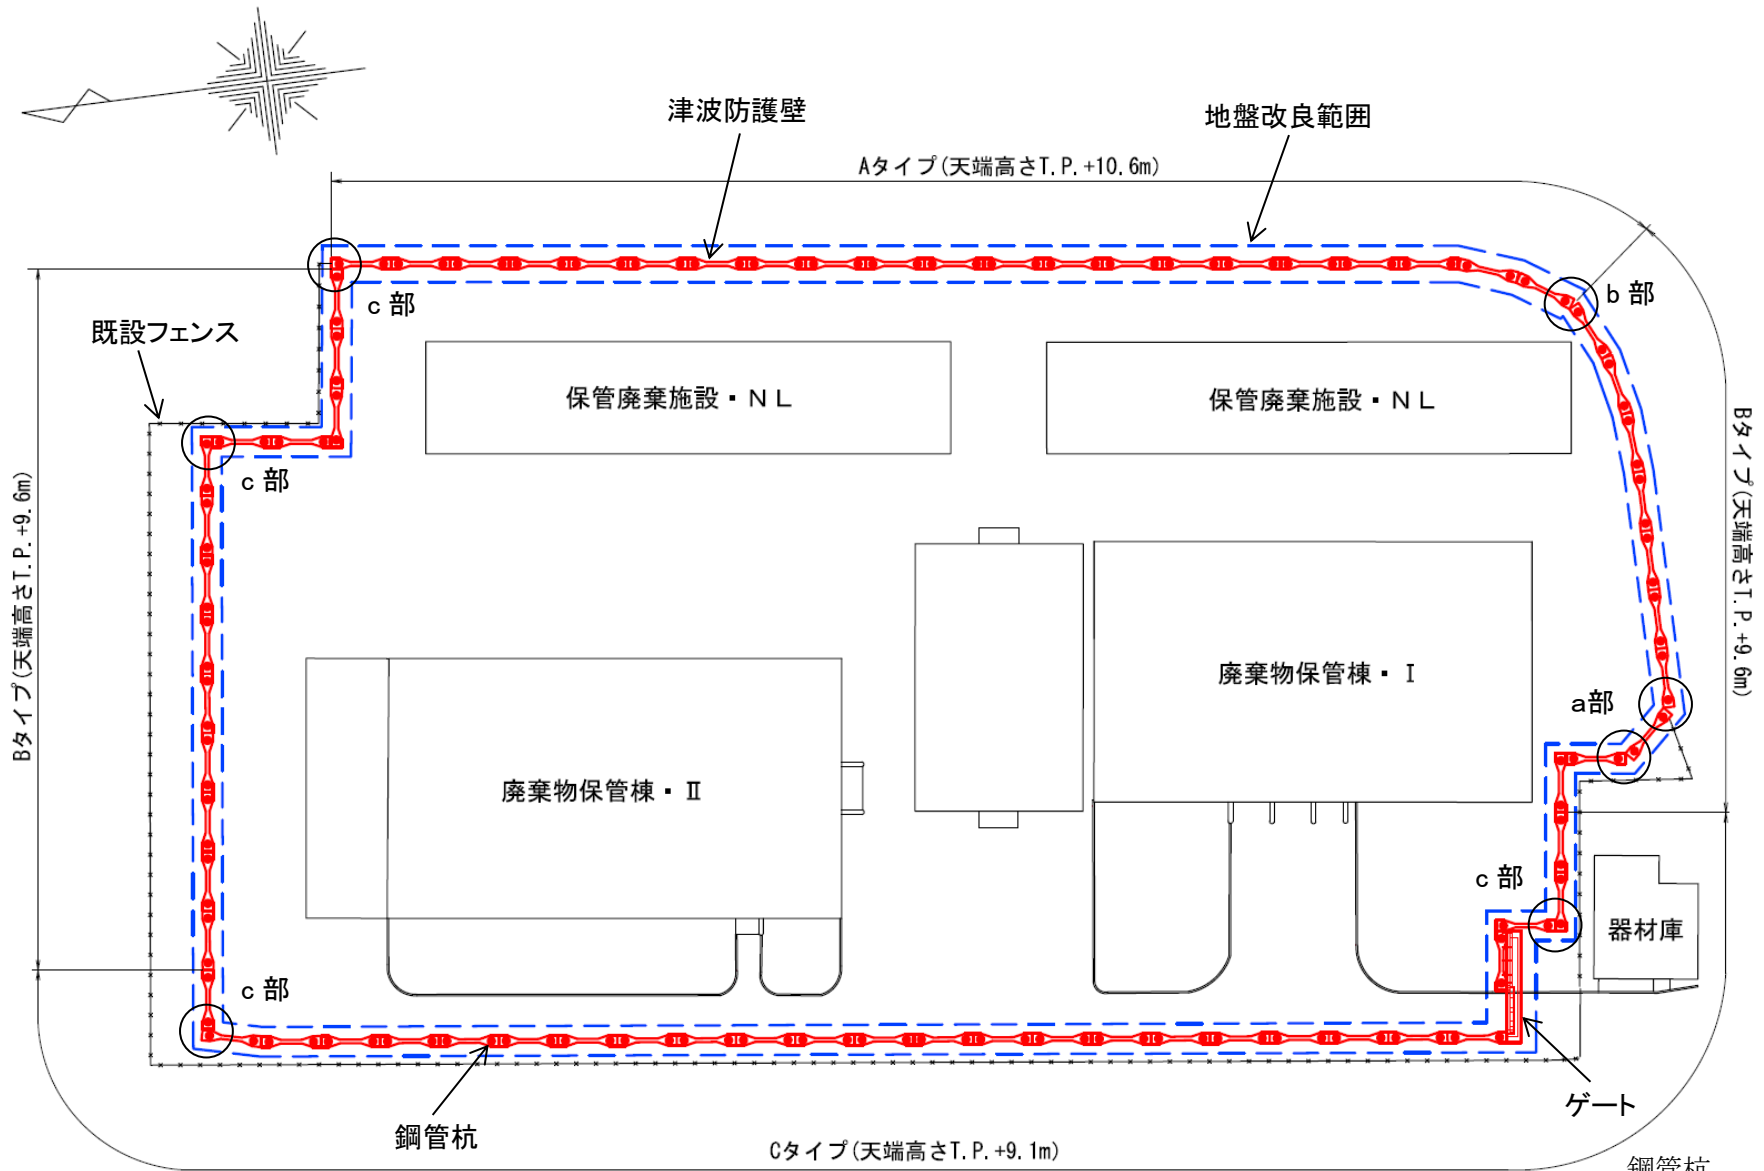 津波防護壁
地盤改良範囲
Aタイプ(天端高さT.P.+10.6m)
b部
c部
既設フェンス
保管廃棄施設・NL
保管廃棄施設・NL
c部
Bタイプ(天端高さT.P.+9.6m)
Bタイプ(天端高さT.P.+9.6m)
廃棄物保管棟・Ⅰ
a部
廃棄物保管棟・Ⅱ
c部
器材庫
c部
ゲート
鋼管杭
Cタイプ(天端高さT.P.+9.1m)